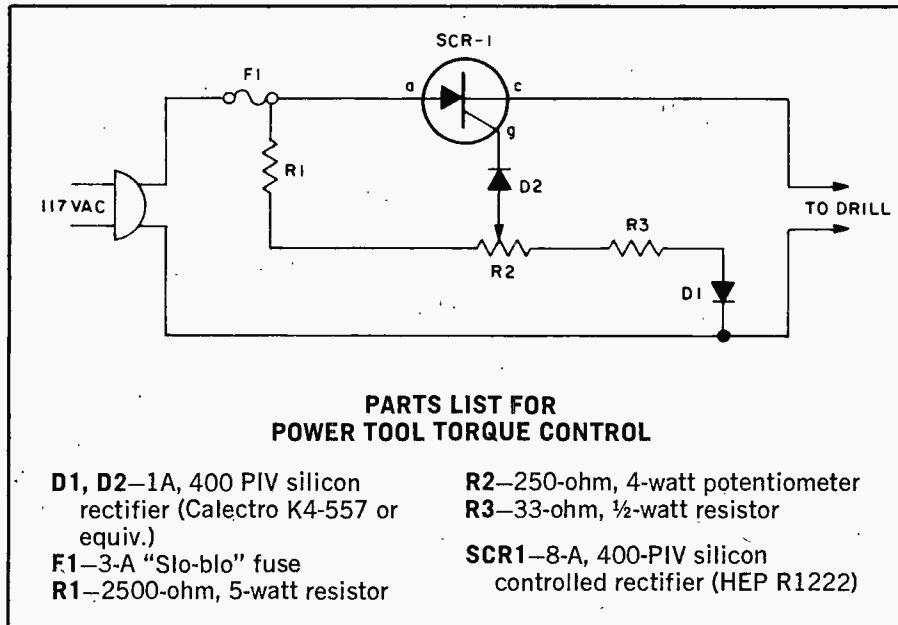 SCR-1
F1
a
c
g
R1
D2
117 VAC
TO DRILL
R2
R3
D1
PARTS LIST FOR
POWER TOOL TORQUE CONTROL
D1, D2—1A, 400 PIV silicon
rectifier (Calectro K4-557 or
equiv.)
F1—3-A “Slo-blo” fuse
R1—2500-ohm, 5-watt resistor
R2—250-ohm, 4-watt potentiometer
R3—33-ohm, ½-watt resistor
SCR1—8-A, 400-PIV silicon
controlled rectifier (HEP R1222)